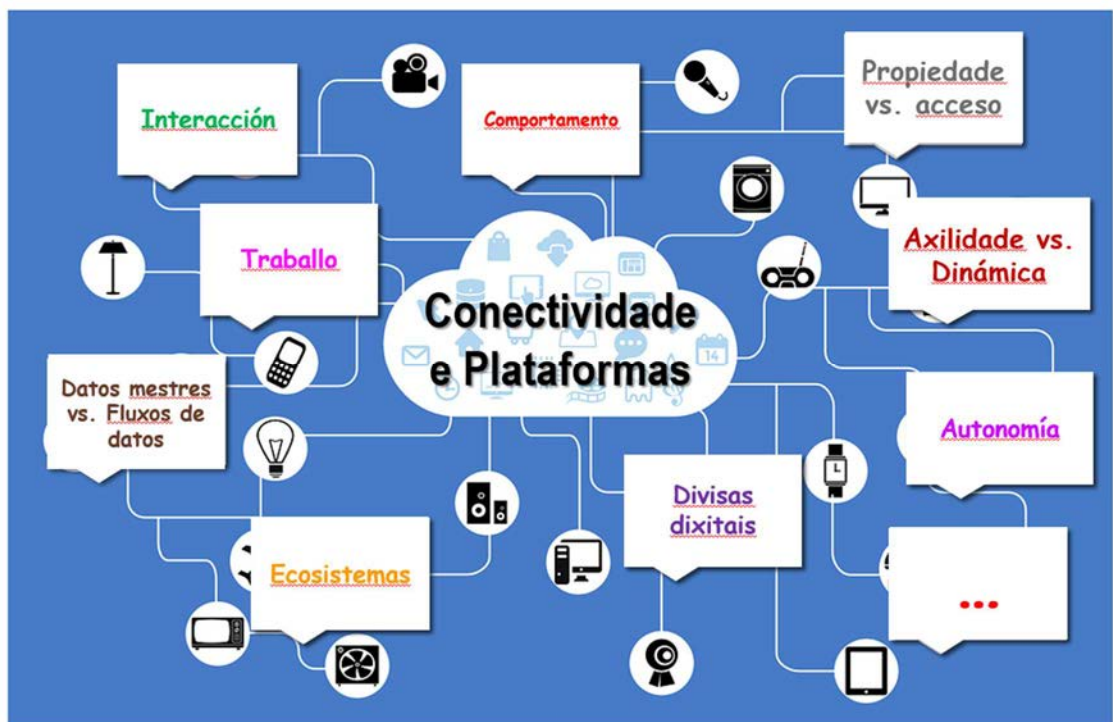 Interacción
Comportamento
Propiedade
vs. acceso
Traballo
Axilidade vs.
Dinámica
Conectividade
e Plataformas
14
Datos mestres
vs. Fluxos de
datos
Autonomía
Divisas
dixitais
Ecosistemas
...